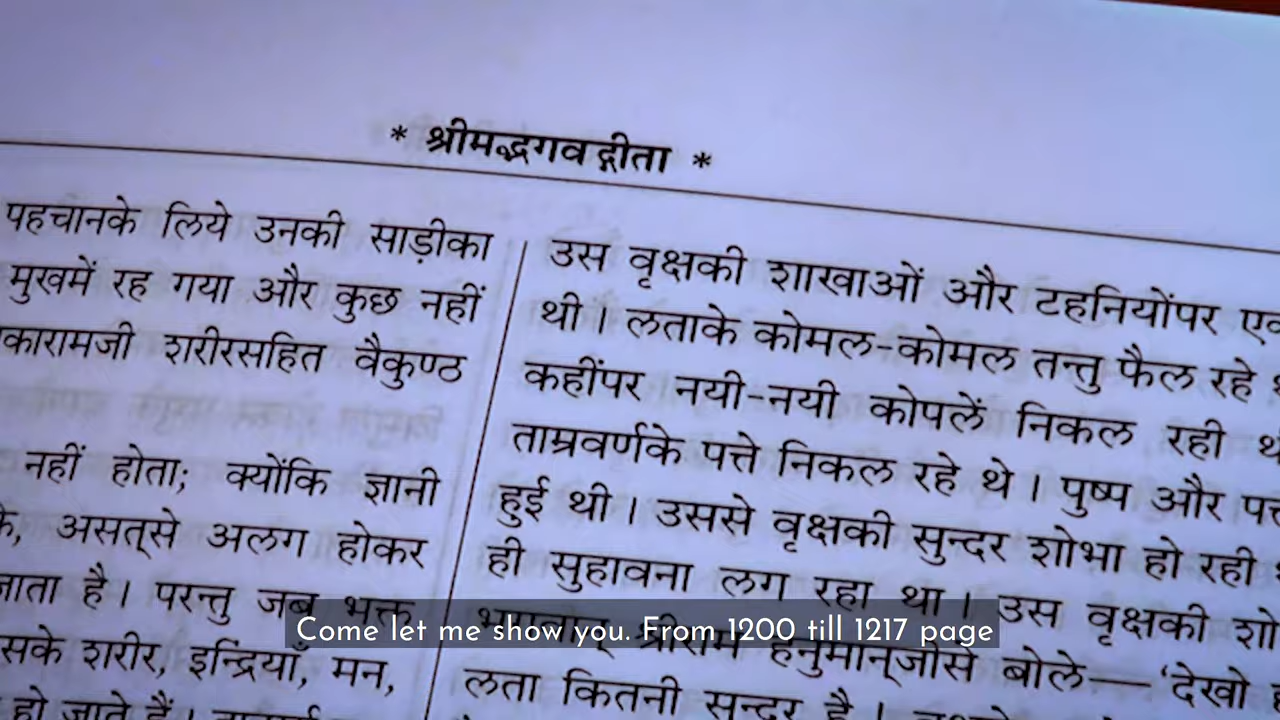 * श्रीमद्भगवद्गीता *
पहचानके लिये उनकी साड़ीका
मुखमें रह गया और कुछ नहीं
कारामजी शरीरसहित वैकुण्ठ
नहीं होता; क्योंकि ज्ञानी
असत्‌से अलग होकर
जाता है। परन्तु जब भक्त
सके शरीर, इन्द्रियाँ, मन,
हो जाते हैं।
उस वृक्षकी शाखाओं और टहनियोंपर
थी। लताके कोमल-कोमल तन्तु फैल रहे
कहींपर नयी-नयी कोपलें निकल रही
ताम्रवर्णके पत्ते निकल रहे थे। पुष्प और
हुई थी। उससे वृक्षकी सुन्दर शोभा हो रही
ही सुहावना लग रहा था। उस वृक्षकी
भगवान् श्रीराम हनुमान्‌जीसे बोले—‘देखो
लता कितनी सुन्दर है।
Come let me show you. From 1200 till 1217 page